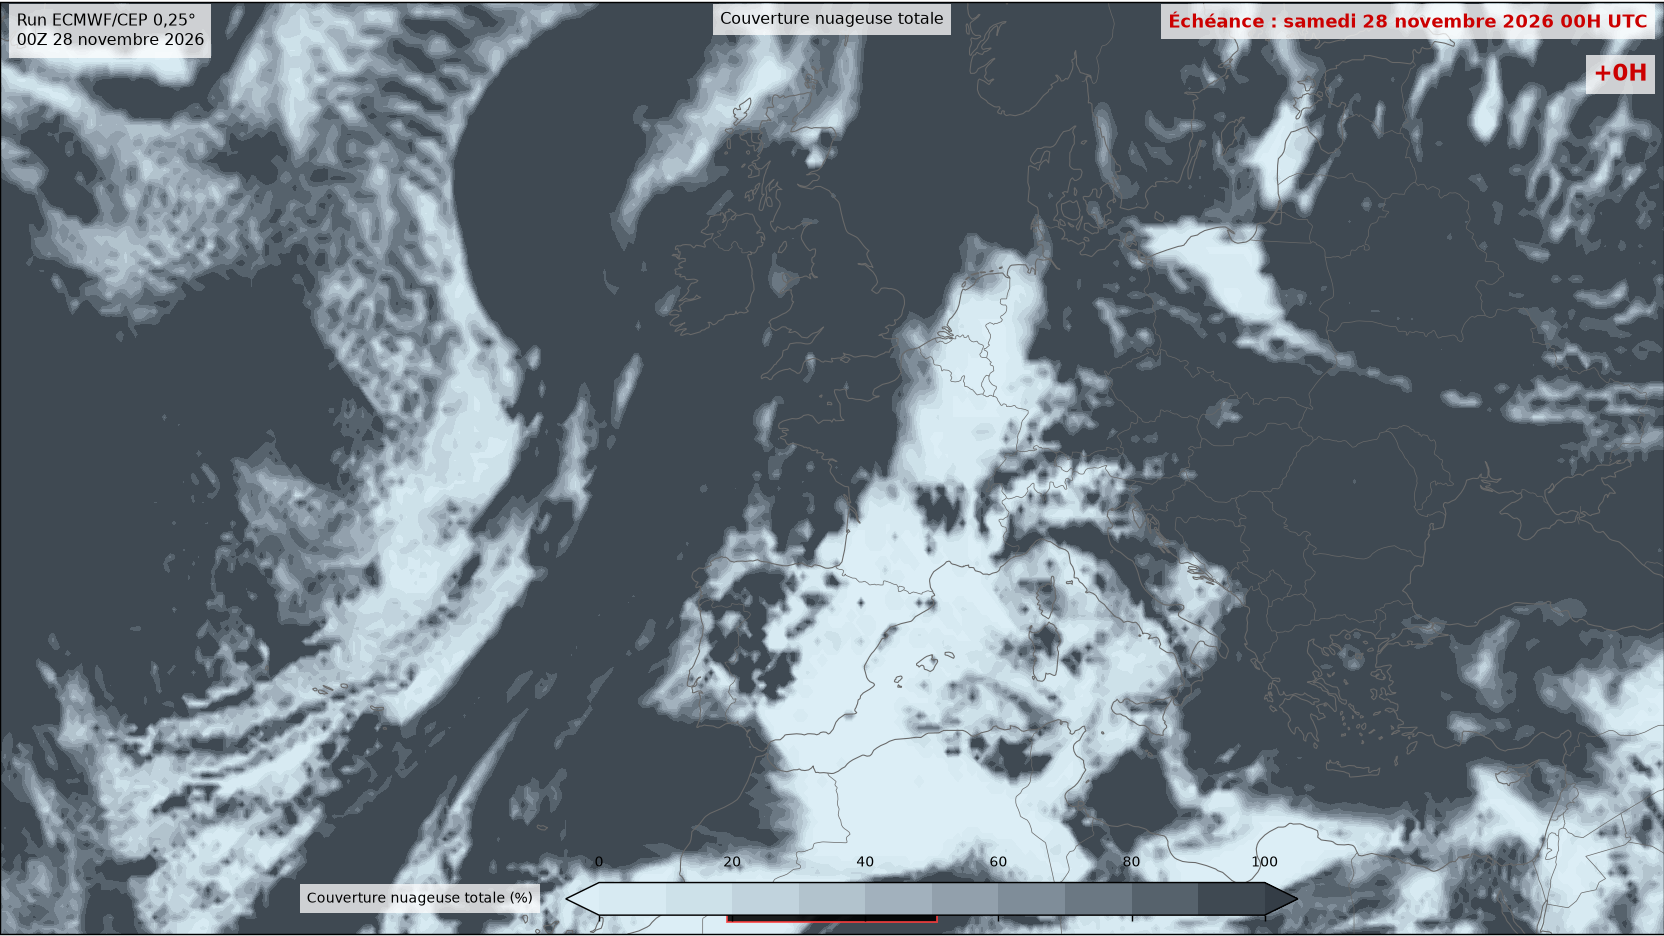 Run ECMWF/CEP 0,25°
00Z 28 novembre 2026
Couverture nuageuse totale
Échéance : samedi 28 novembre 2026 00H UTC
+0H
0 20 40 60 80 100
Couverture nuageuse totale (%)